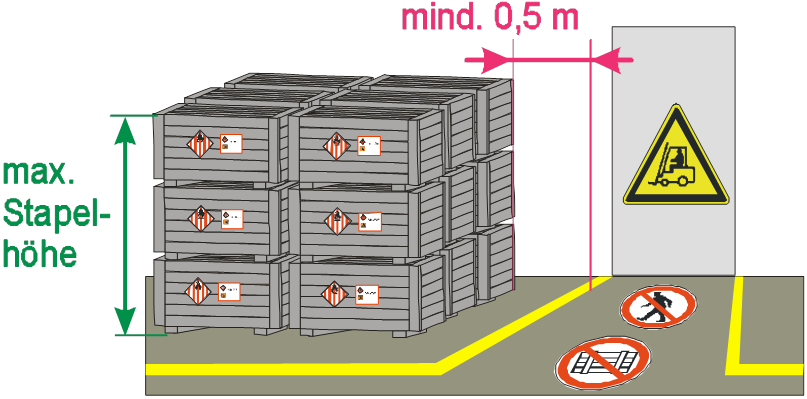 mind. 0,5 m
max.
Stapel-
höhe